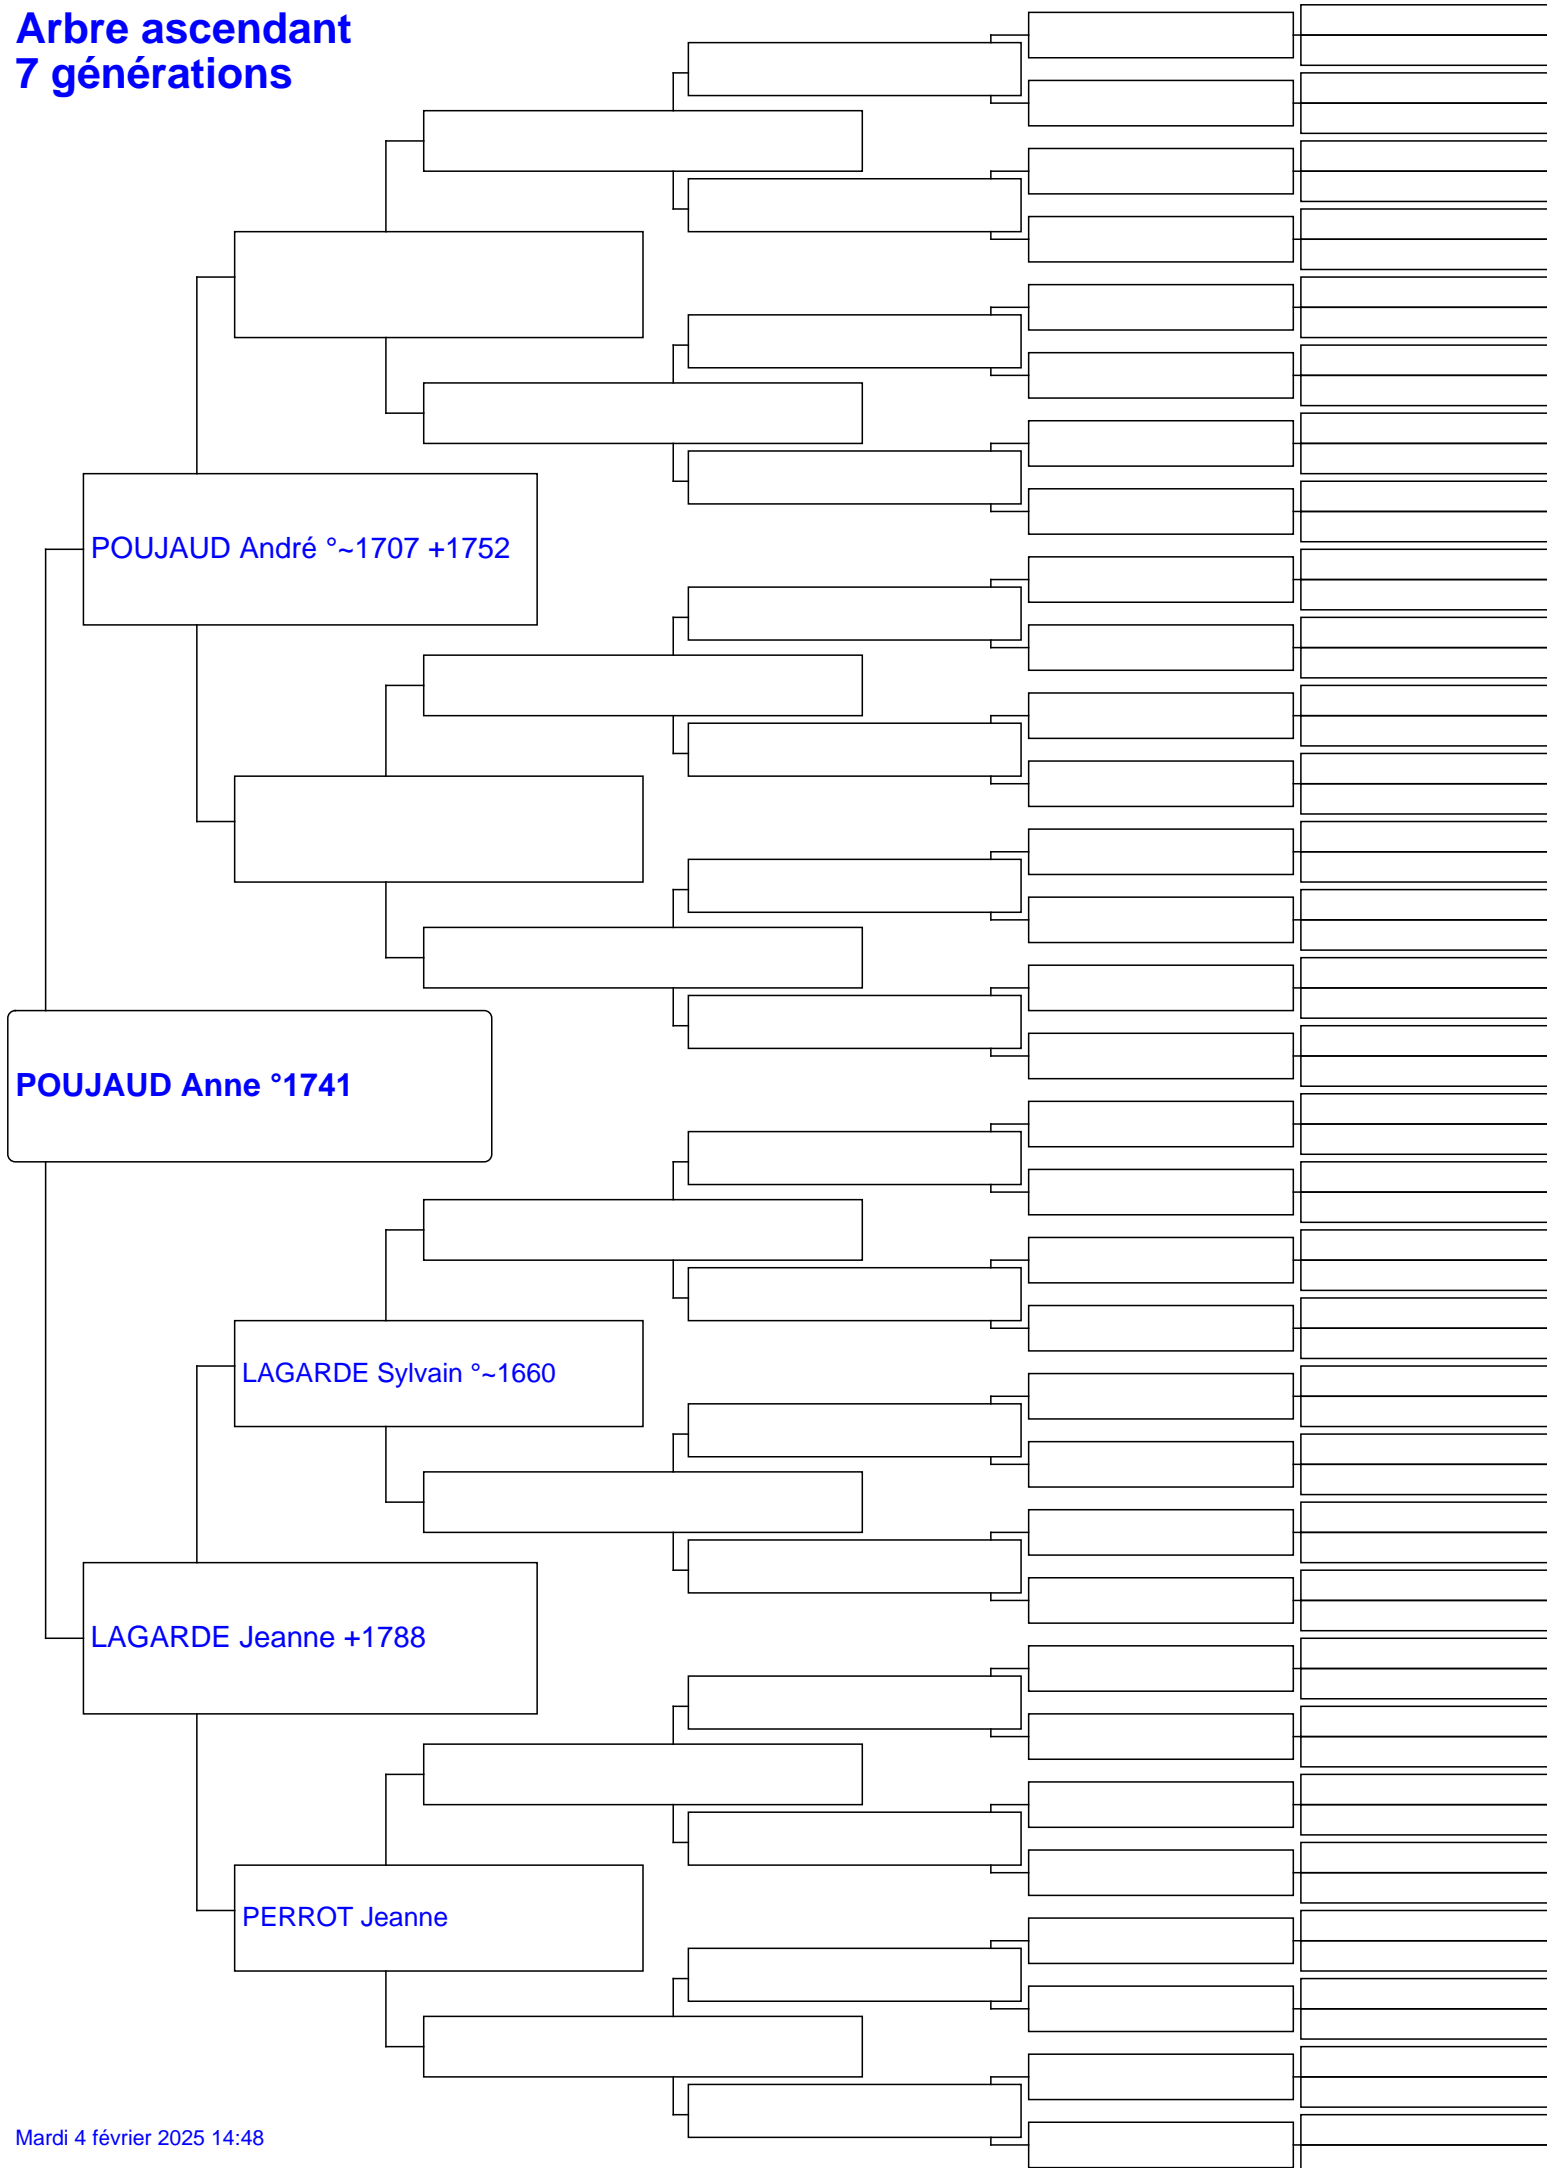 Arbre ascendant
7 générations
POUJAUD André °~1707 +1752
POUJAUD Anne °1741
LAGARDE Sylvain °~1660
LAGARDE Jeanne +1788
PERROT Jeanne
Mardi 4 février 2025 14:48